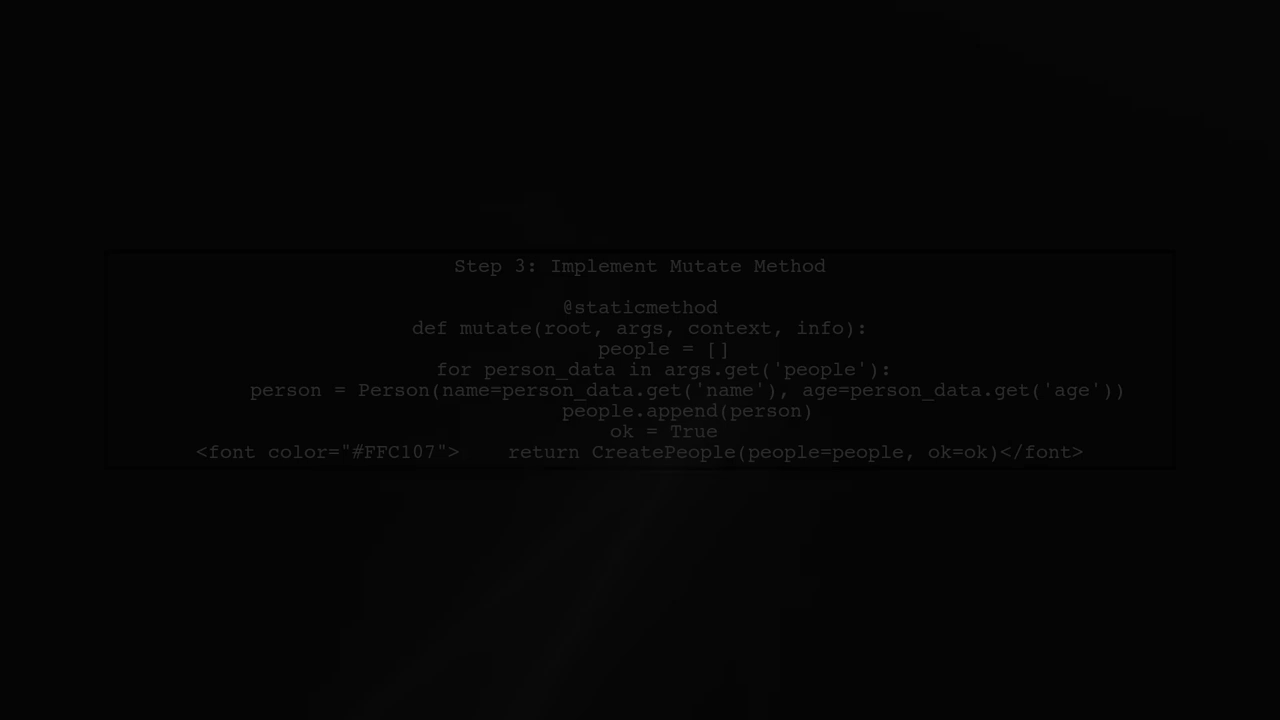 Step 3: Implement Mutate Method
@staticmethod
def mutate(root, args, context, info):
people = []
for person_data in args.get('people'):
person = Person(name=person_data.get('name'), age=person_data.get('age'))
people.append(person)
ok = True
<font color="#FFC107">    return CreatePeople(people=people, ok=ok)</font>